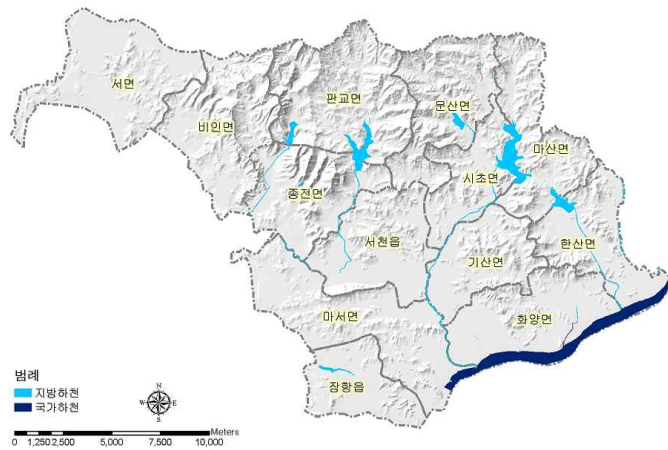 서면
비인면
판교면
문산면
마산면
종천면
시초면
서천읍
기산면
한산면
마서면
화양면
장항읍
범례
지방하천
국가하천
N
W E
S
Meters
0 1,250 2,500 5,000 7,500 10,000